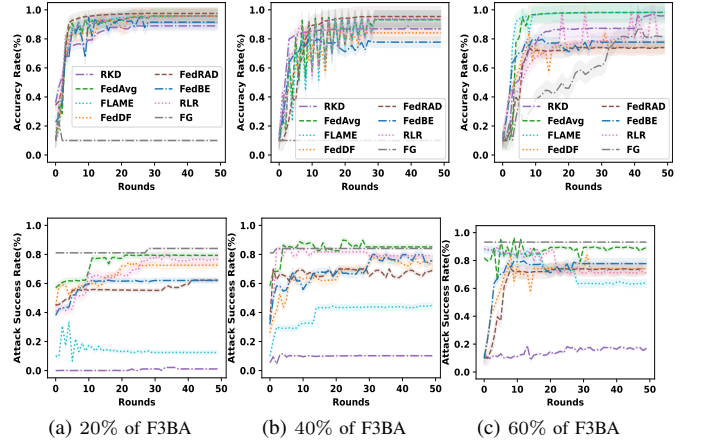 Accuracy Rate(%)
1.0
0.8
0.6
0.4
0.2
0.0
RKD
FedAvg
FLAME
FedDF
FedRAD
FedBE
RLR
FG
0 10 20 30 40 50
Rounds
Accuracy Rate(%)
1.0
0.8
0.6
0.4
0.2
0.0
RKD
FedAvg
FLAME
FedDF
FedRAD
FedBE
RLR
FG
0 10 20 30 40 50
Rounds
Accuracy Rate(%)
1.0
0.8
0.6
0.4
0.2
0.0
RKD
FedAvg
FLAME
FedDF
FedRAD
FedBE
RLR
FG
0 10 20 30 40 50
Rounds
Attack Success Rate(%)
1.0
0.8
0.6
0.4
0.2
0.0
0 10 20 30 40 50
Rounds
Attack Success Rate(%)
1.0
0.8
0.6
0.4
0.2
0.0
0 10 20 30 40 50
Rounds
Attack Success Rate(%)
1.0
0.8
0.6
0.4
0.2
0.0
0 10 20 30 40 50
Rounds
(a) 20% of F3BA
(b) 40% of F3BA
(c) 60% of F3BA